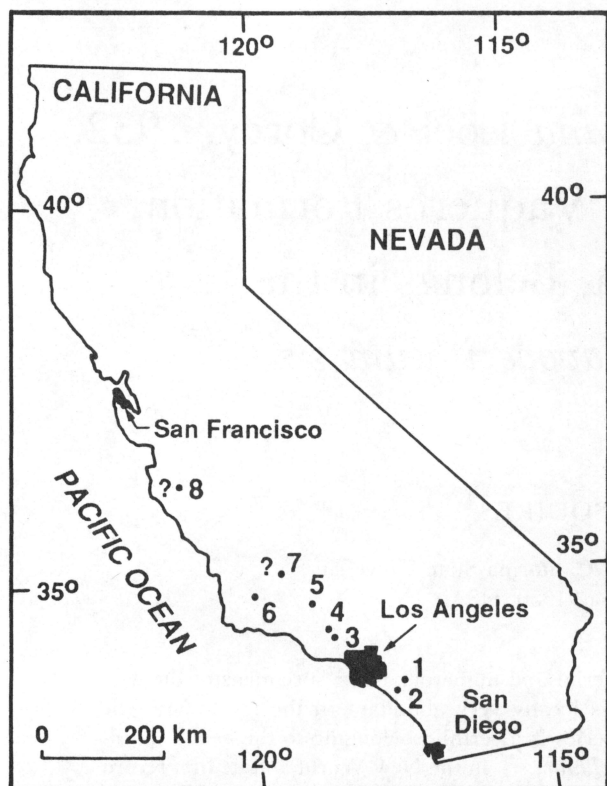 120° 115°
CALIFORNIA
40° 40°
NEVADA
San Francisco
? 8
PACIFIC OCEAN
35°
? 7
35° 5
6 4 Los Angeles
3
1
2 San
Diego
0 200 km
120° 115°